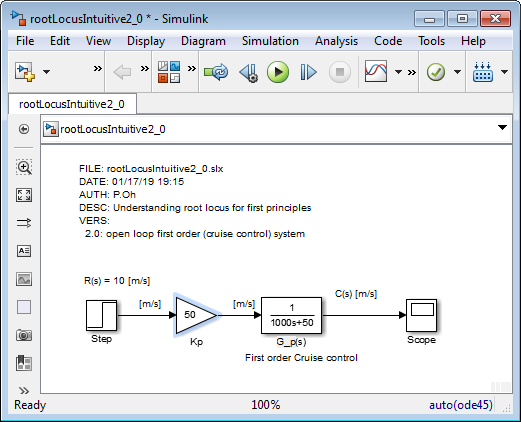 rootLocusIntuitive2_0 * - Simulink
File Edit View Display Diagram Simulation Analysis Code Tools Help
rootLocusIntuitive2_0
rootLocusIntuitive2_0
FILE: rootLocusIntuitive2_0.slx
DATE: 01/17/19 19:15
AUTH: P.Oh
DESC: Understanding root locus for first principles
VERS:
2.0: open loop first order (cruise control) system
R(s) = 10 [m/s]
[m/s] [m/s] C(s) [m/s]
50
1
1000s+50
Step Kp G_p(s) Scope
First order Cruise control
Ready 100% auto(ode45)